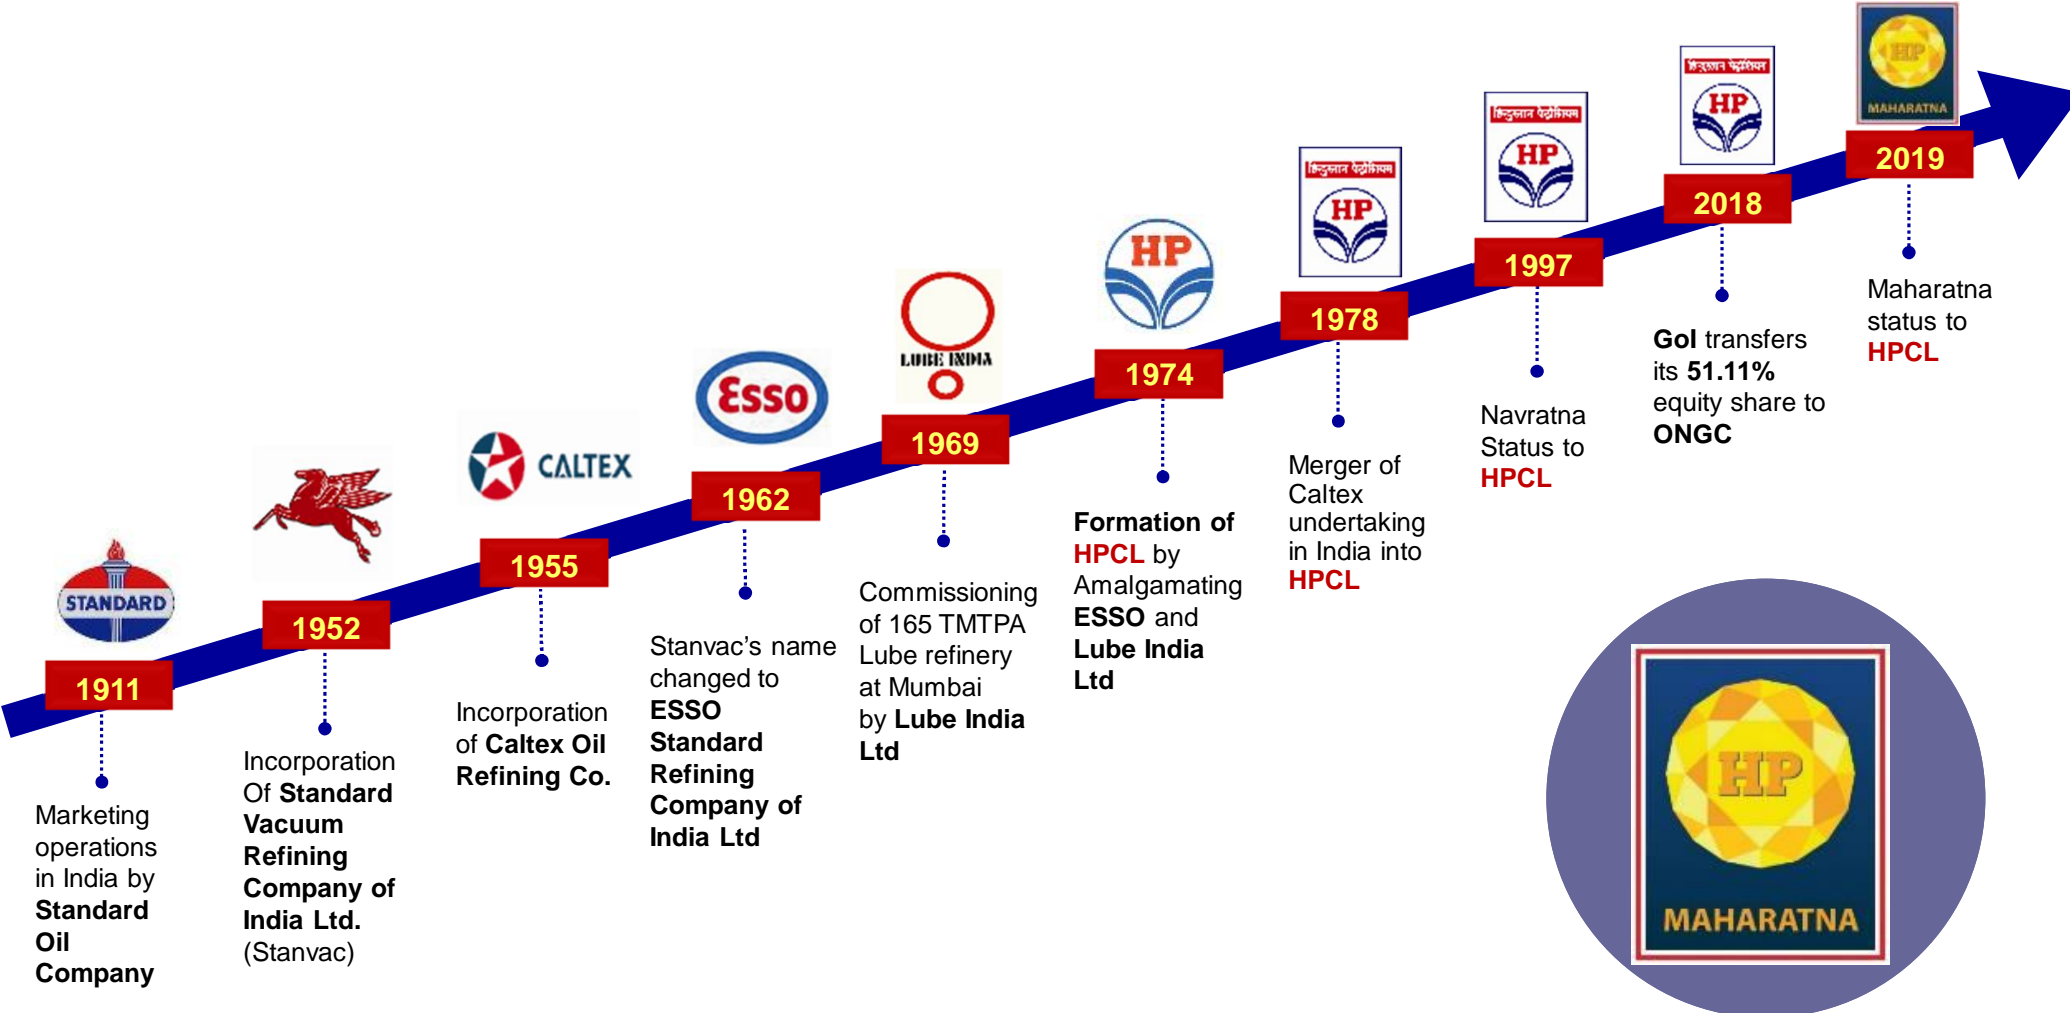 STANDARD
1911
Marketing
operations
in India by
Standard
Oil
Company
1952
Incorporation
Of Standard
Vacuum
Refining
Company of
India Ltd.
(Stanvac)
CALTEX
1955
Incorporation
of Caltex Oil
Refining Co.
Esso
1962
Stanvac’s name
changed to
ESSO
Standard
Refining
Company of
India Ltd
LUBE INDIA
1969
Commissioning
of 165 TMTPA
Lube refinery
at Mumbai
by Lube India
Ltd
HP
1974
Formation of
HPCL by
Amalgamating
ESSO and
Lube India
Ltd
हिन्दुस्तान पेट्रोलियम
HP
1978
Merger of
Caltex
undertaking
in India into
HPCL
हिन्दुस्तान पेट्रोलियम
HP
1997
Navratna
Status to
HPCL
हिन्दुस्तान पेट्रोलियम
HP
2018
GoI transfers
its 51.11%
equity share to
ONGC
HP
MAHARATNA
2019
Maharatna
status to
HPCL
HP
MAHARATNA